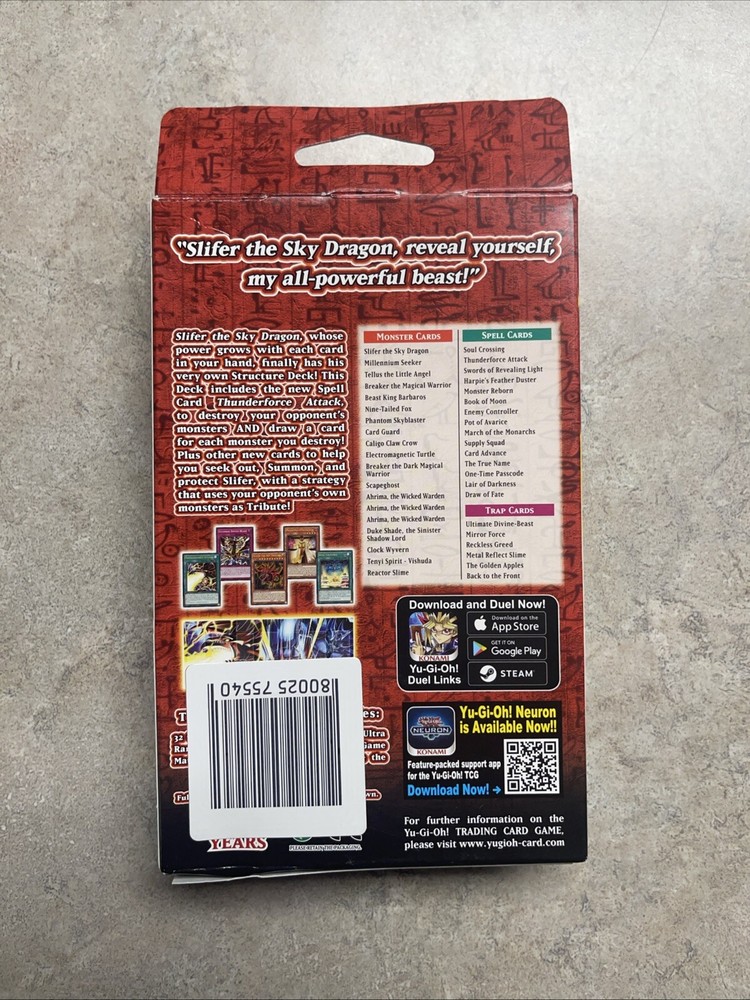 "Slifer the Sky Dragon, reveal yourself,
my all-powerful beast!"
Slifer the Sky Dragon, whose
power grows with each card
in your hand, finally has his
very own Structure Deck! This
Deck includes the new Spell
Card Thunderforce Attack,
to destroy your opponent's
monsters AND draw a card
for each monster you destroy!
Plus other new cards to help
you seek out, Summon, and
protect Slifer, with a strategy
that uses your opponent's own
monsters as Tribute!
MONSTER CARDS
Slifer the Sky Dragon
Millennium Seeker
Tellus the Little Angel
Breaker the Magical Warrior
Beast King Barbaros
Nine-Tailed Fox
Phantom Skyblaster
Card Guard
Caligo Claw Crow
Electromagnetic Turtle
Breaker the Dark Magical
Warrior
Scapeghost
Ahrima, the Wicked Warden
Ahrima, the Wicked Warden
Ahrima, the Wicked Warden
Duke Shade, the Sinister
Shadow Lord
Clock Wyvern
Tenyi Spirit - Vishuda
Reactor Slime
SPELL CARDS
Soul Crossing
Thunderforce Attack
Swords of Revealing Light
Harpie's Feather Duster
Monster Reborn
Book of Moon
Enemy Controller
Pot of Avarice
March of the Monarchs
Supply Squad
Card Advance
The True Name
One-Time Passcode
Lair of Darkness
Draw of Fate
TRAP CARDS
Ultimate Divine-Beast
Mirror Force
Reckless Greed
Metal Reflect Slime
The Golden Apples
Back to the Front
Download and Duel Now!
KONAMI
Yu-Gi-Oh!
Duel Links
Download on the
App Store
GET IT ON
Google Play
STEAM
80025 75540
32
Ultra
Game
the
YEARS
PLEASE RETAIN THE PACKAGING
NEURON
KONAMI
Yu-Gi-Oh! Neuron
is Available Now!!
Feature-packed support app
for the Yu-Gi-Oh! TCG
Download Now! →
For further information on the
Yu-Gi-Oh! TRADING CARD GAME,
please visit www.yugioh-card.com